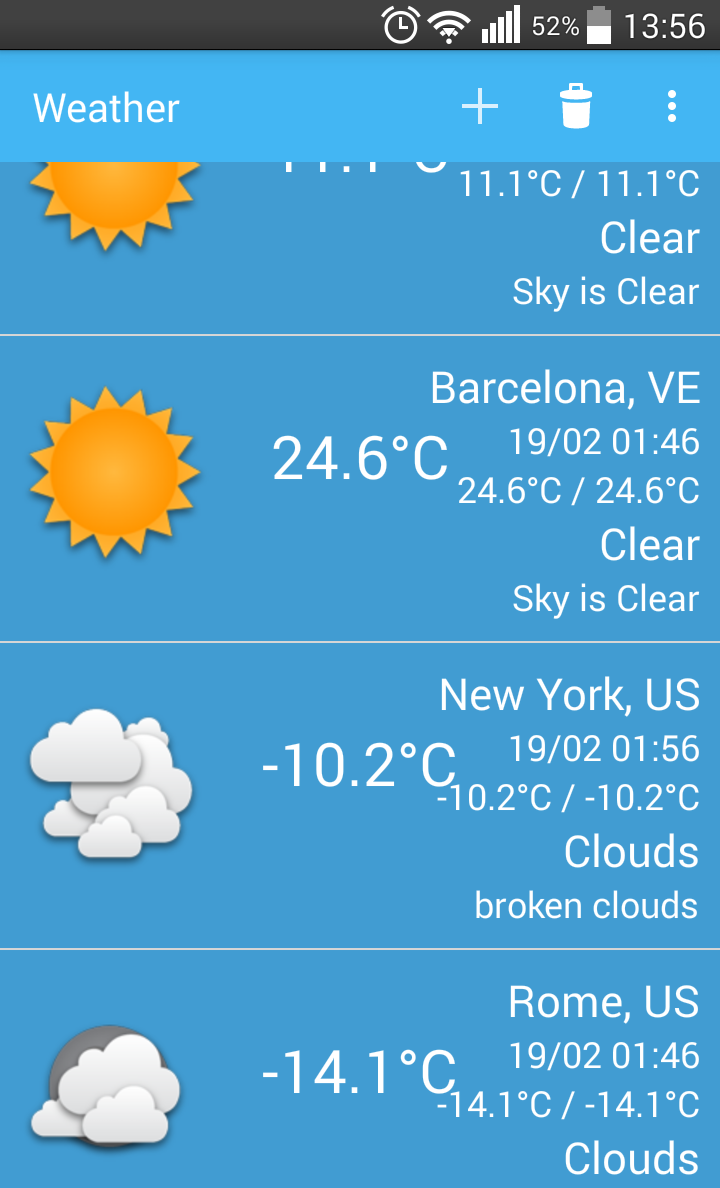 52% 13:56
Weather
11.1°C / 11.1°C
Clear
Sky is Clear
Barcelona, VE
24.6°C
19/02 01:46
24.6°C / 24.6°C
Clear
Sky is Clear
New York, US
-10.2°C
19/02 01:56
-10.2°C / -10.2°C
Clouds
broken clouds
Rome, US
-14.1°C
19/02 01:46
-14.1°C / -14.1°C
Clouds